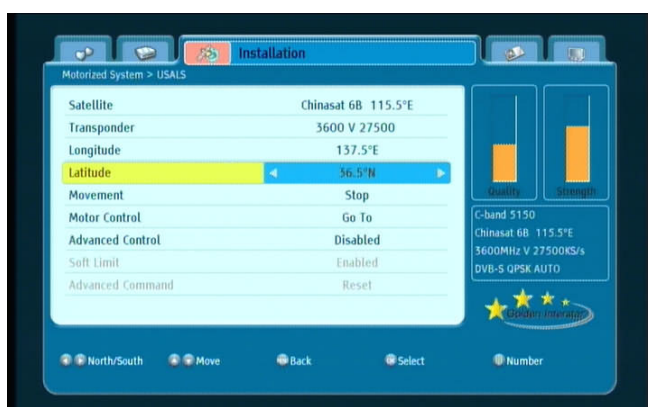 Installation
Motorized System > USALS
Satellite Chinasat 6B 115.5°E
Transponder 3600 V 27500
Longitude 137.5°E
Latitude 36.5°N
Movement Stop
Motor Control Go To
Advanced Control Disabled
Soft Limit Enabled
Advanced Command Reset
Quality Strength
C-band 5150
Chinasat 6B 115.5°E
3600MHz V 27500KS/s
DVB-S QPSK AUTO
Golden Interstar
North/South Move Back OK Select Number